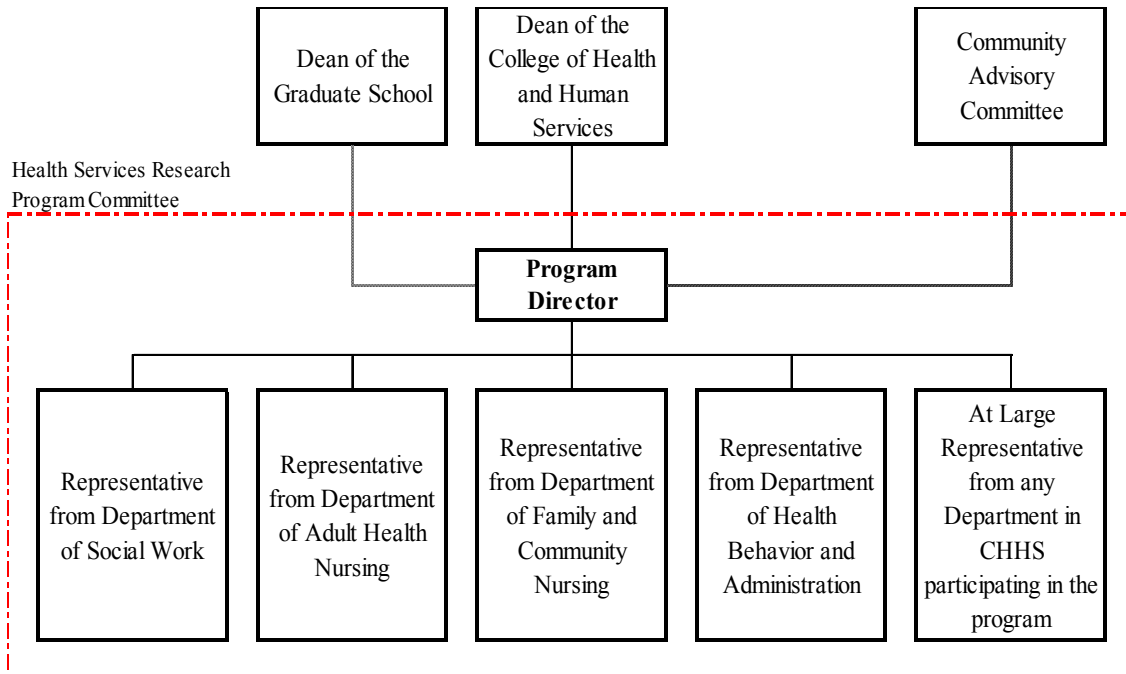 Dean of the
Graduate School
Dean of the
College of Health
and Human
Services
Community
Advisory
Committee
Health Services Research
Program Committee
Program
Director
Representative
from Department
of Social Work
Representative
from Department
of Adult Health
Nursing
Representative
from Department
of Family and
Community
Nursing
Representative
from Department
of Health
Behavior and
Administration
At Large
Representative
from any
Department in
CHHS
participating in the
program